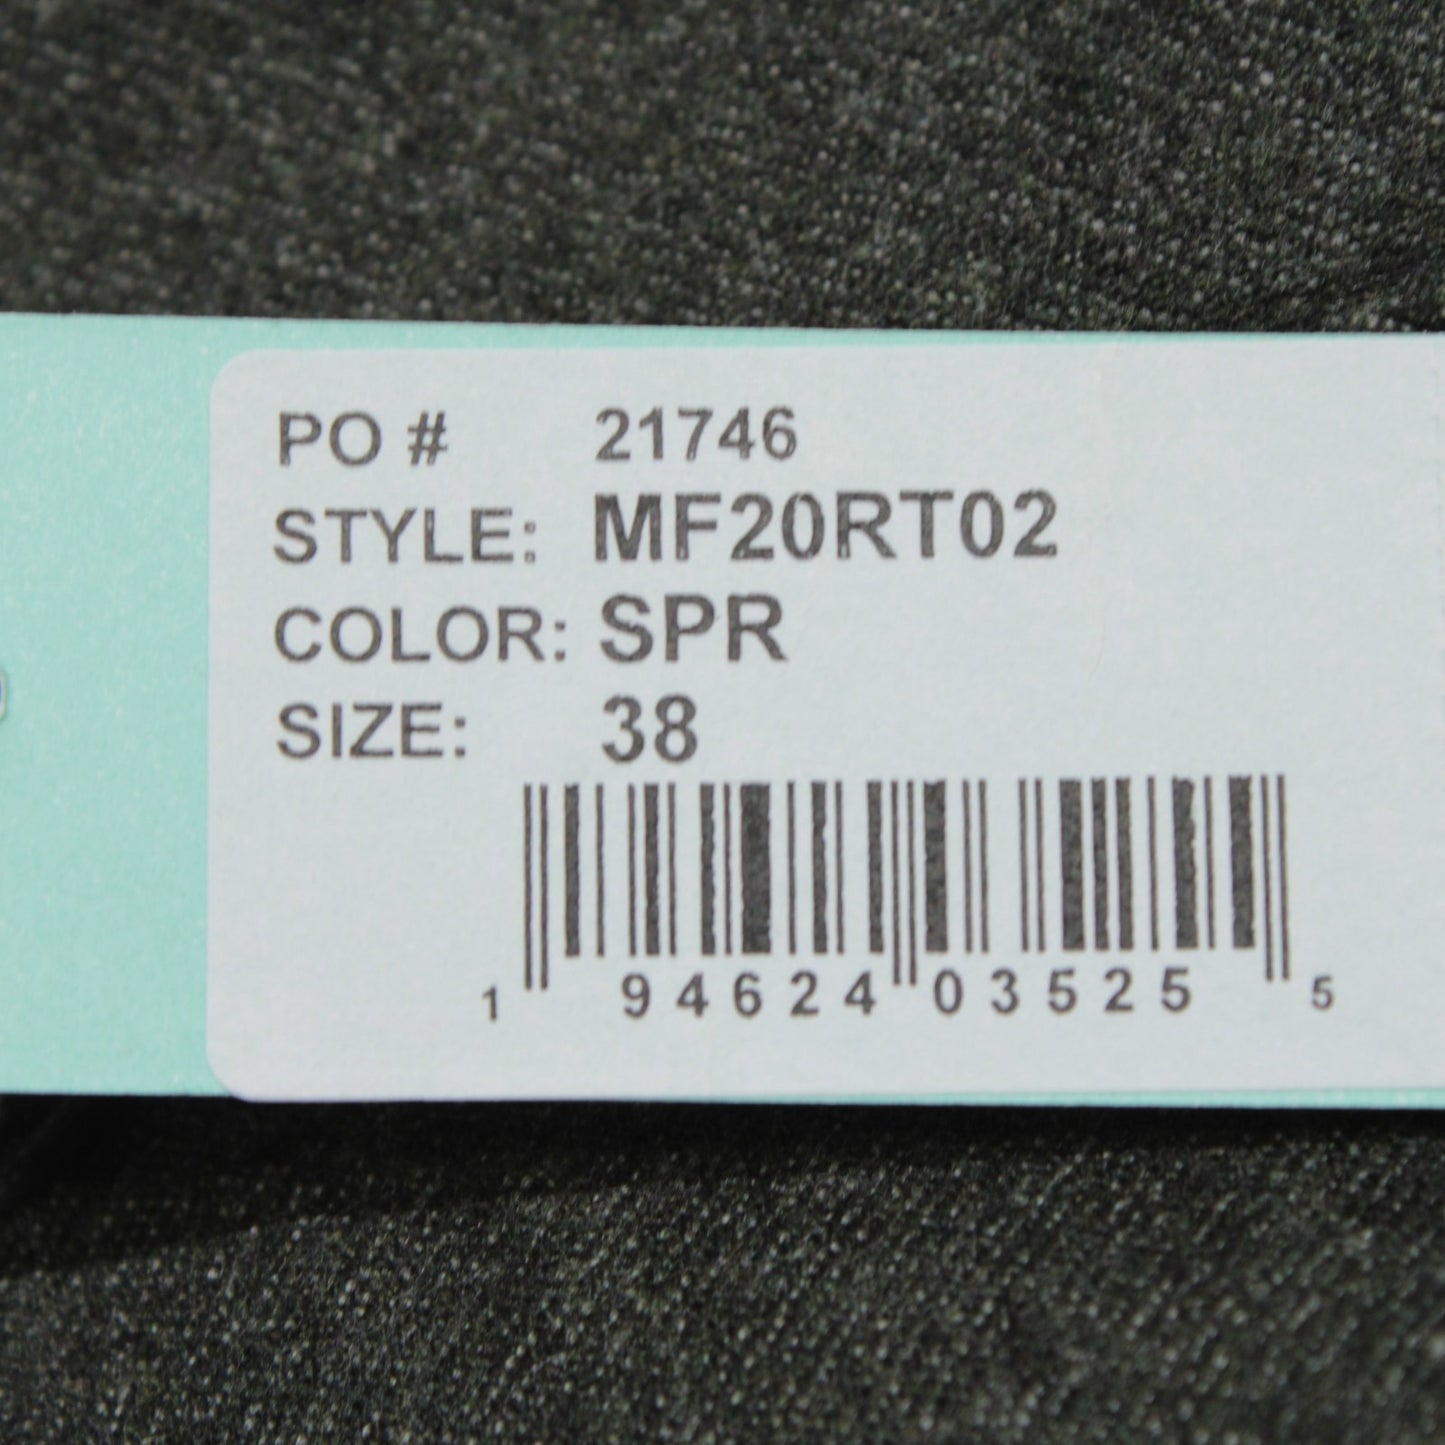 PO # 21746
STYLE: MF20RT02
COLOR: SPR
SIZE: 38
1 94624 03525 5